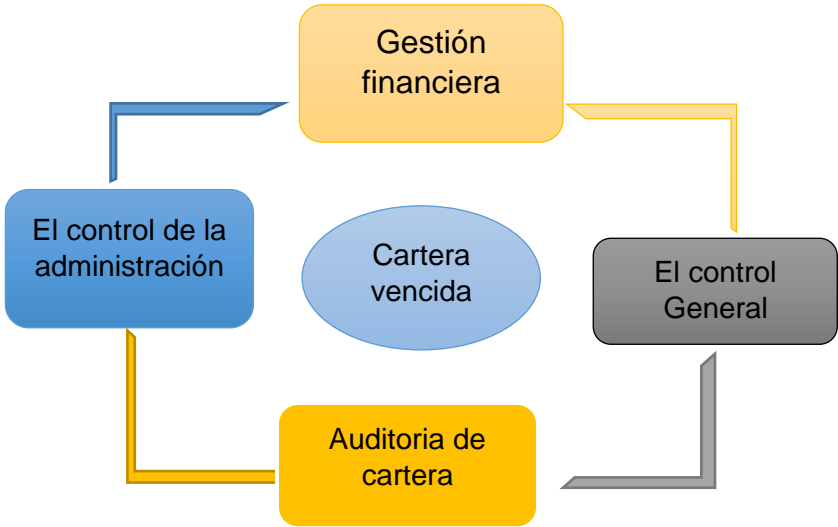 Gestión
financiera
El control de la
administración
Cartera
vencida
El control
General
Auditoria de
cartera